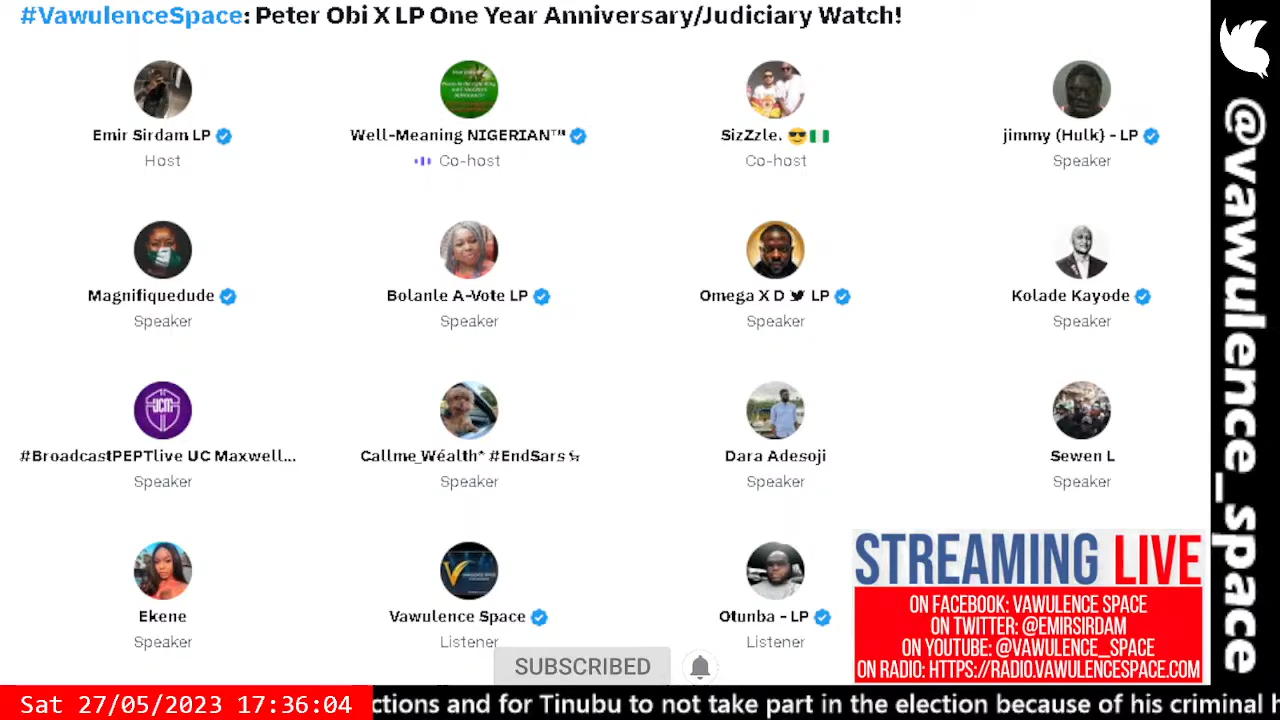 #VawulenceSpace: Peter Obi X LP One Year Anniversary/Judiciary Watch!
Emir Sirdam LP
Host
Well-Meaning NIGERIAN™
Co-host
SizZzle. 😎🇳🇬
Co-host
jimmy (Hulk) - LP
Speaker
Magnifiquedude
Speaker
Bolanle A-Vote LP
Speaker
Omega X D LP
Speaker
Kolade Kayode
Speaker
#BroadcastPEPTlive UC Maxwell...
Speaker
Callme_Wéalth* #EndSars
Speaker
Dara Adesoji
Speaker
Sewen L
Speaker
Ekene
Speaker
Vawulence Space
Listener
Otunba - LP
Listener
SUBSCRIBED
STREAMING LIVE
ON FACEBOOK: VAWULENCE SPACE
ON TWITTER: @EMIRSIRDAM
ON YOUTUBE: @VAWULENCE_SPACE
ON RADIO: HTTPS://RADIO.VAWULENCESPACE.COM
@vawulence_space
Sat 27/05/2023 17:36:04
ctions and for Tinubu to not take part in the election because of his criminal